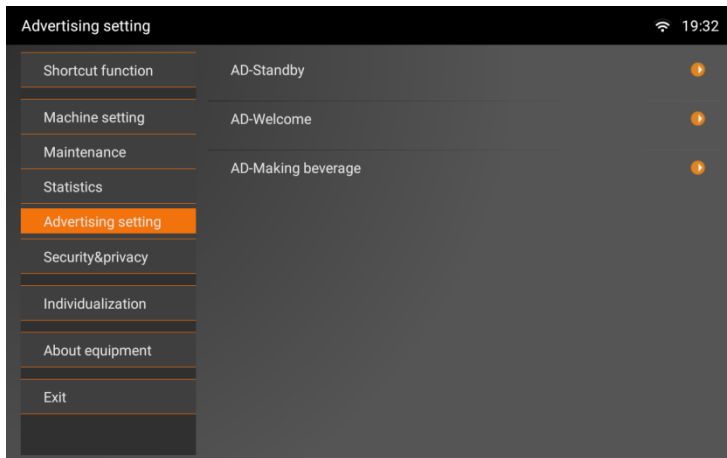 Advertising setting
19:32
Shortcut function
Machine setting
Maintenance
Statistics
Advertising setting
Security&privacy
Individualization
About equipment
Exit
AD-Standby
AD-Welcome
AD-Making beverage